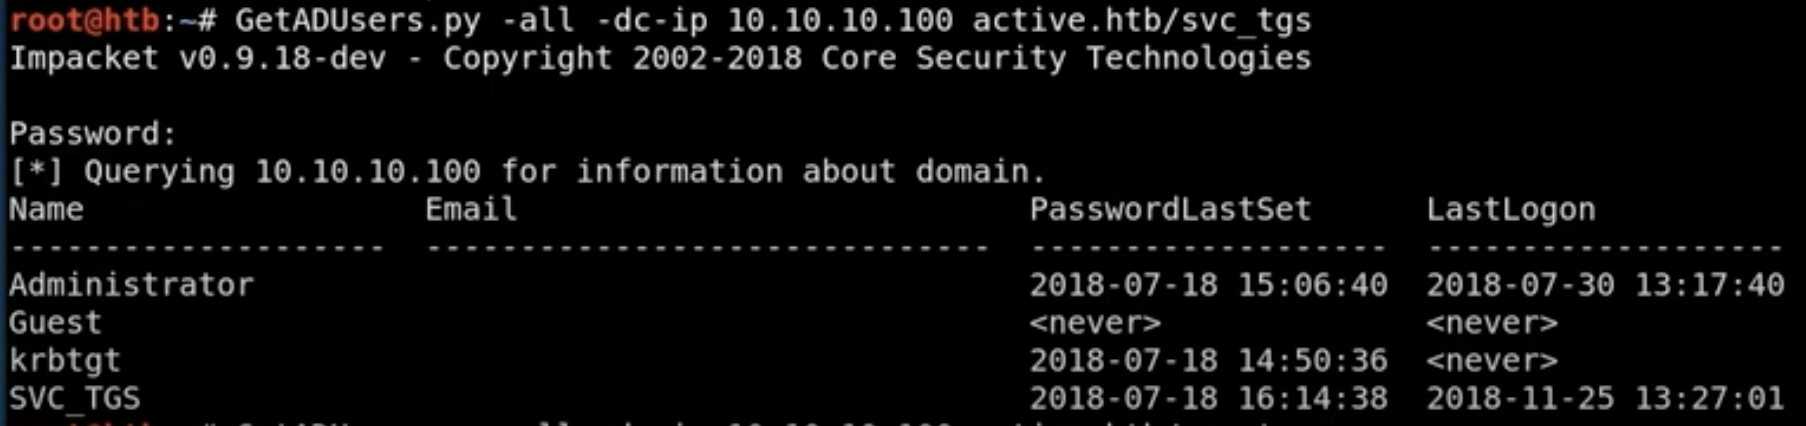 root@htb:~# GetADUsers.py -all -dc-ip 10.10.10.100 active.htb/svc_tgs
Impacket v0.9.18-dev - Copyright 2002-2018 Core Security Technologies
Password:
[*] Querying 10.10.10.100 for information about domain.
Name Email PasswordLastSet LastLogon
-------------------- ------------------------------ ------------------- -------------------
Administrator 2018-07-18 15:06:40 2018-07-30 13:17:40
Guest <never> <never>
krbtgt 2018-07-18 14:50:36 <never>
SVC_TGS 2018-07-18 16:14:38 2018-11-25 13:27:01